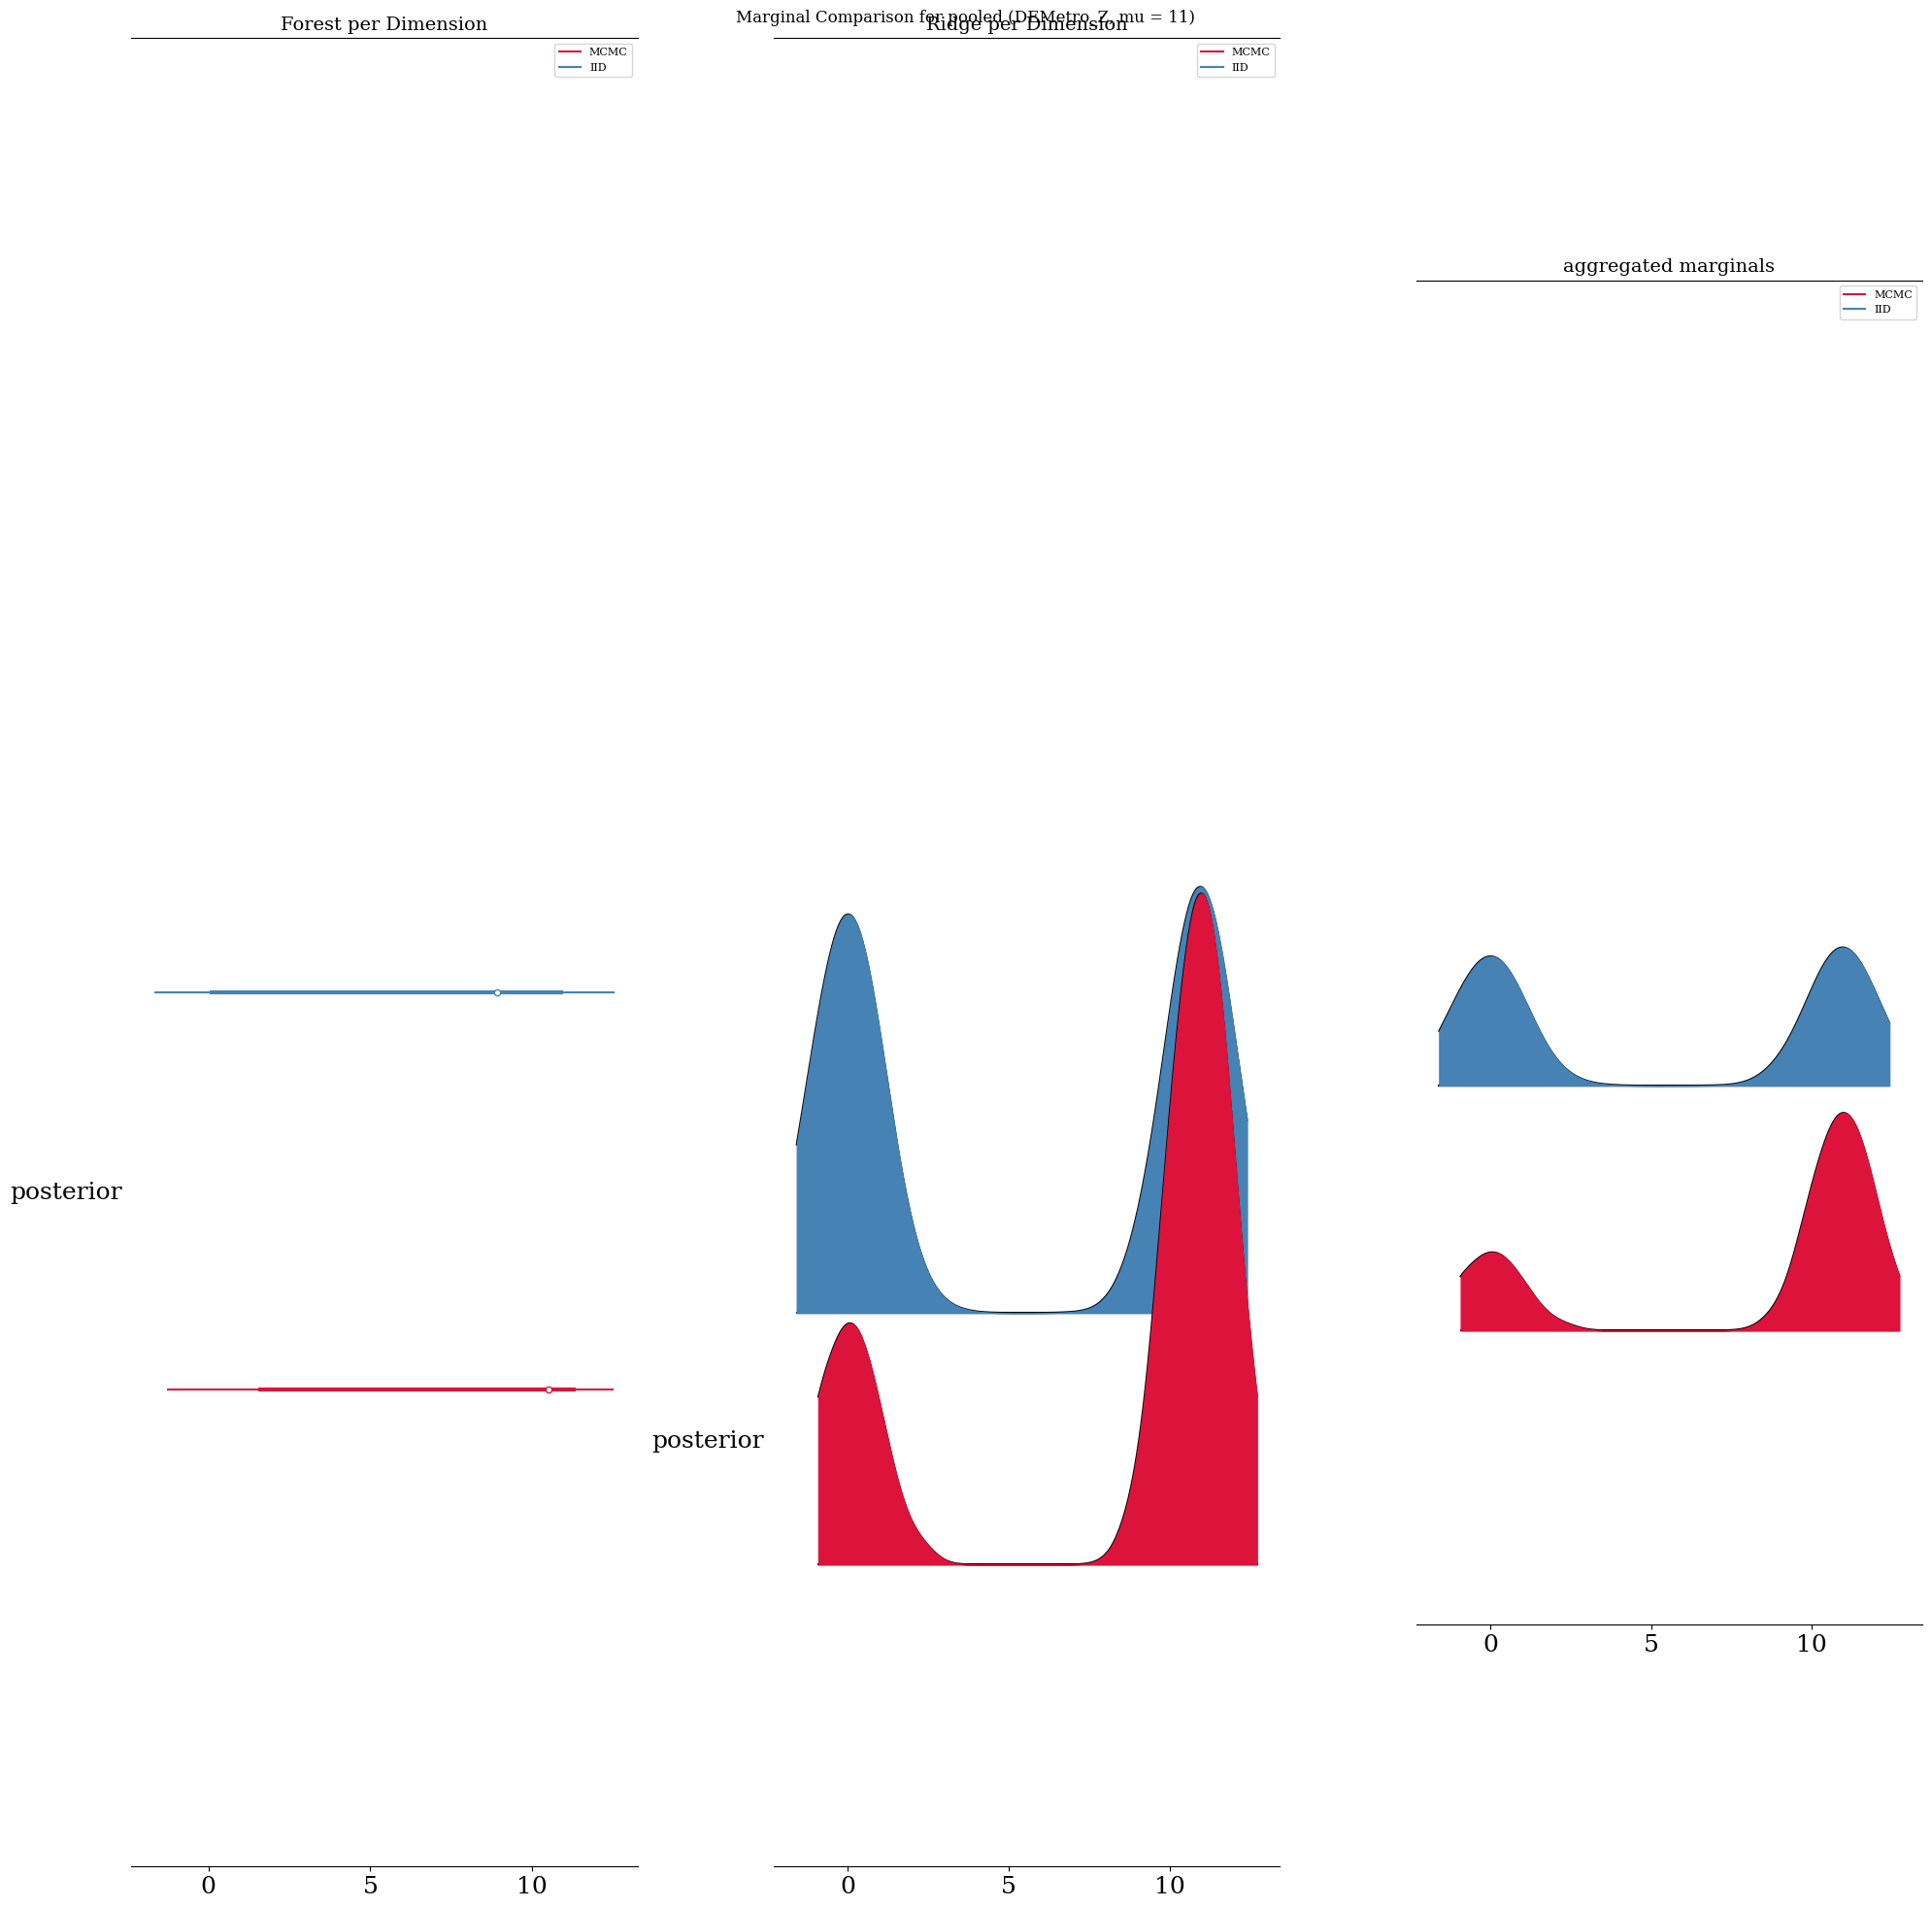 Marginal Comparison for pooled (DEMetro_Z, mu = 11)
Forest per Dimension
MCMC
IID
posterior
0 5 10
Ridge per Dimension
MCMC
IID
posterior
0 5 10
aggregated marginals
MCMC
IID
0 5 10